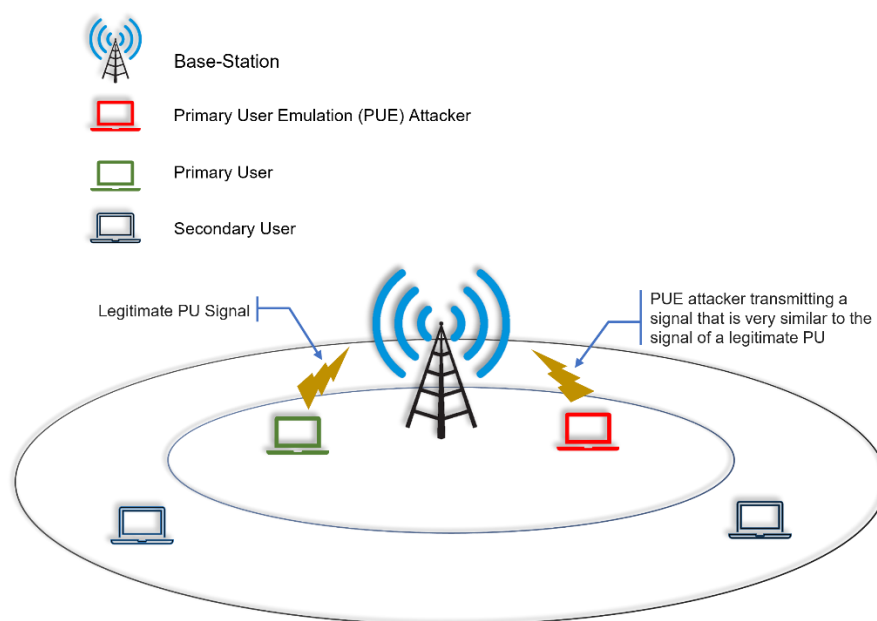 Base-Station
Primary User Emulation (PUE) Attacker
Primary User
Secondary User
Legitimate PU Signal
PUE attacker transmitting a
signal that is very similar to the
signal of a legitimate PU